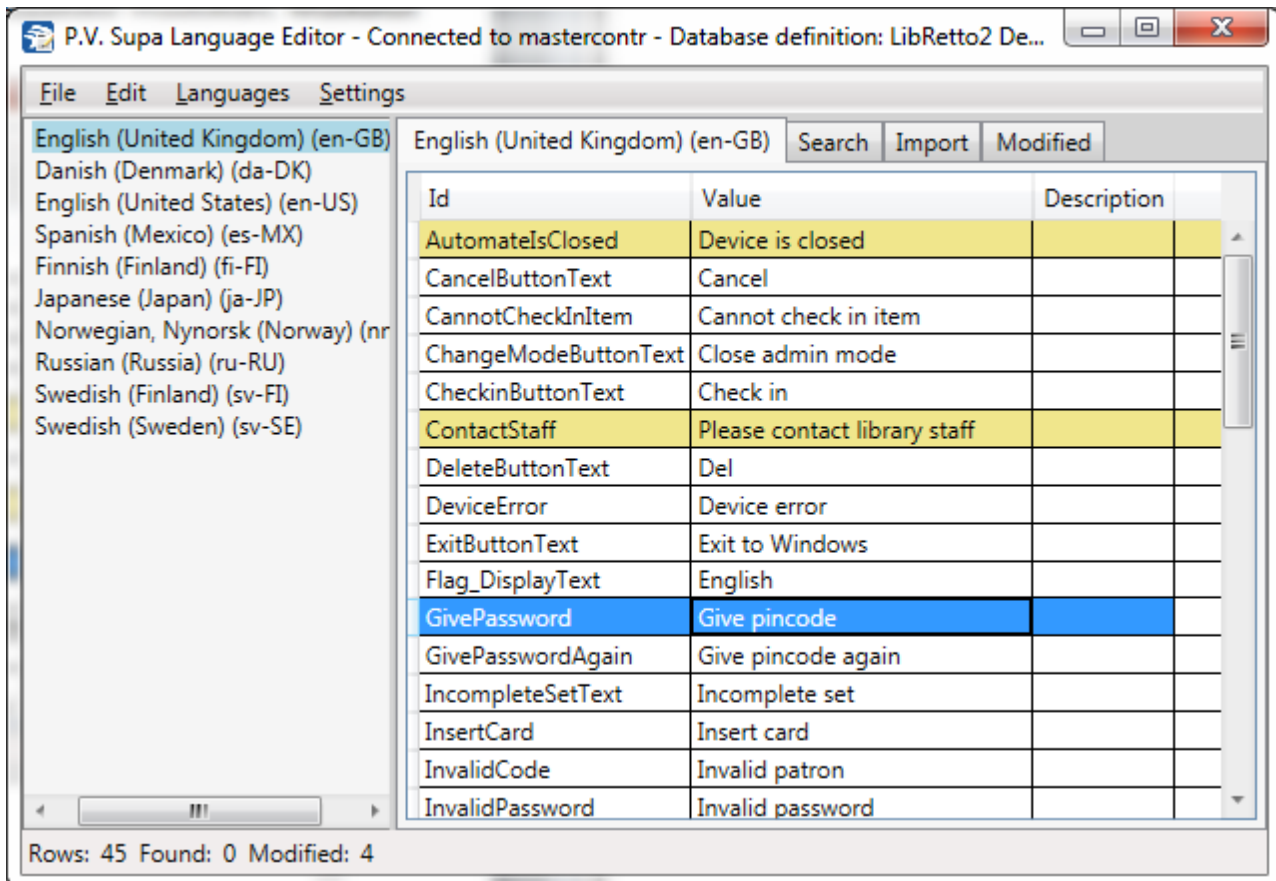 P.V. Supa Language Editor - Connected to mastercontr - Database definition: LibRetto2 De...
File Edit Languages Settings
English (United Kingdom) (en-GB)
Danish (Denmark) (da-DK)
English (United States) (en-US)
Spanish (Mexico) (es-MX)
Finnish (Finland) (fi-FI)
Japanese (Japan) (ja-JP)
Norwegian, Nynorsk (Norway) (nr
Russian (Russia) (ru-RU)
Swedish (Finland) (sv-FI)
Swedish (Sweden) (sv-SE)
English (United Kingdom) (en-GB) Search Import Modified
Id Value Description
AutomateIsClosed Device is closed
CancelButtonText Cancel
CannotCheckInItem Cannot check in item
ChangeModeButtonText Close admin mode
CheckinButtonText Check in
ContactStaff Please contact library staff
DeleteButtonText Del
DeviceError Device error
ExitButtonText Exit to Windows
Flag_DisplayText English
GivePassword Give pincode
GivePasswordAgain Give pincode again
IncompleteSetText Incomplete set
InsertCard Insert card
InvalidCode Invalid patron
InvalidPassword Invalid password
Rows: 45 Found: 0 Modified: 4